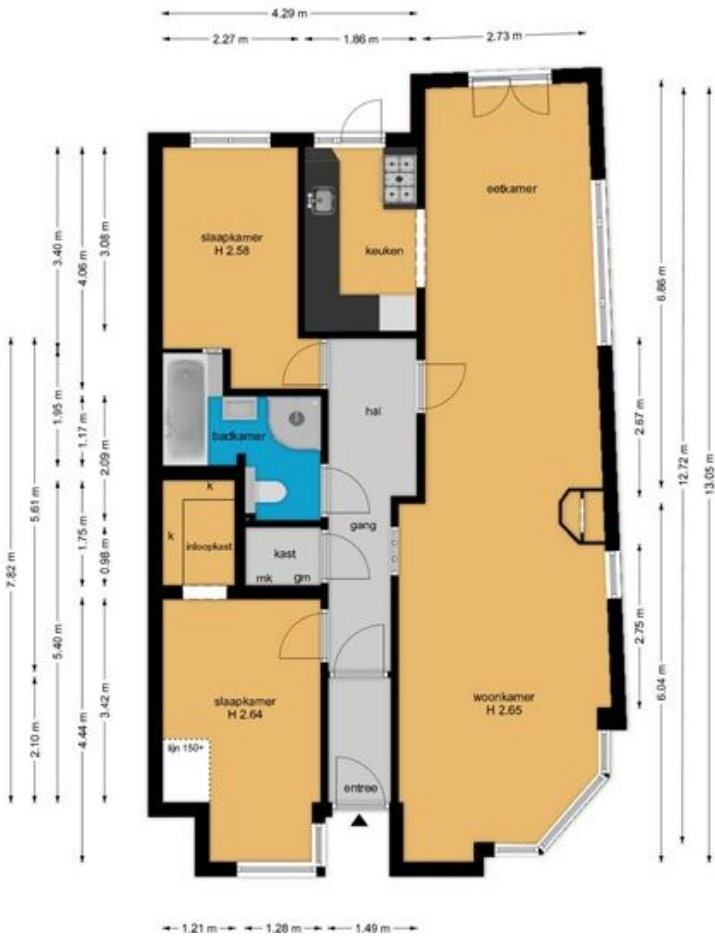 4.29 m
2.27 m
1.86 m
2.73 m
eetkamer
slaapkamer
H 2.58
keuken
3.40 m
4.06 m
3.08 m
6.86 m
hal
badkamer
1.95 m
1.17 m
2.09 m
2.67 m
12.72 m
13.05 m
k
k
inloopkast
gang
kast
mk
gm
5.61 m
1.75 m
0.98 m
7.82 m
5.40 m
2.75 m
6.04 m
slaapkamer
H 2.64
woonkamer
H 2.65
3.42 m
4.44 m
2.10 m
lijn 150+
entree
1.21 m
1.28 m
1.49 m